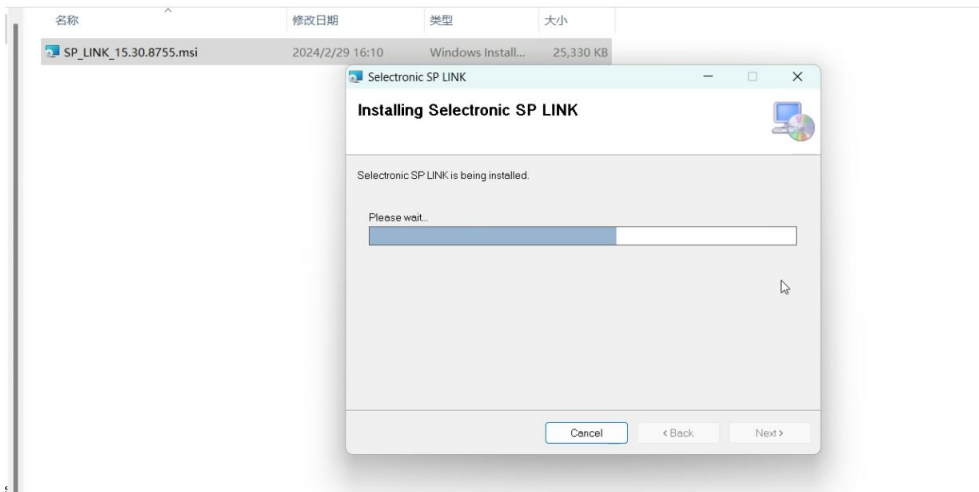 名称 修改日期 类型 大小
SP_LINK_15.30.8755.msi 2024/2/29 16:10 Windows Install... 25,330 KB
Selectronic SP LINK
Installing Selectronic SP LINK
Selectronic SP LINK is being installed.
Please wait...
Cancel < Back Next >